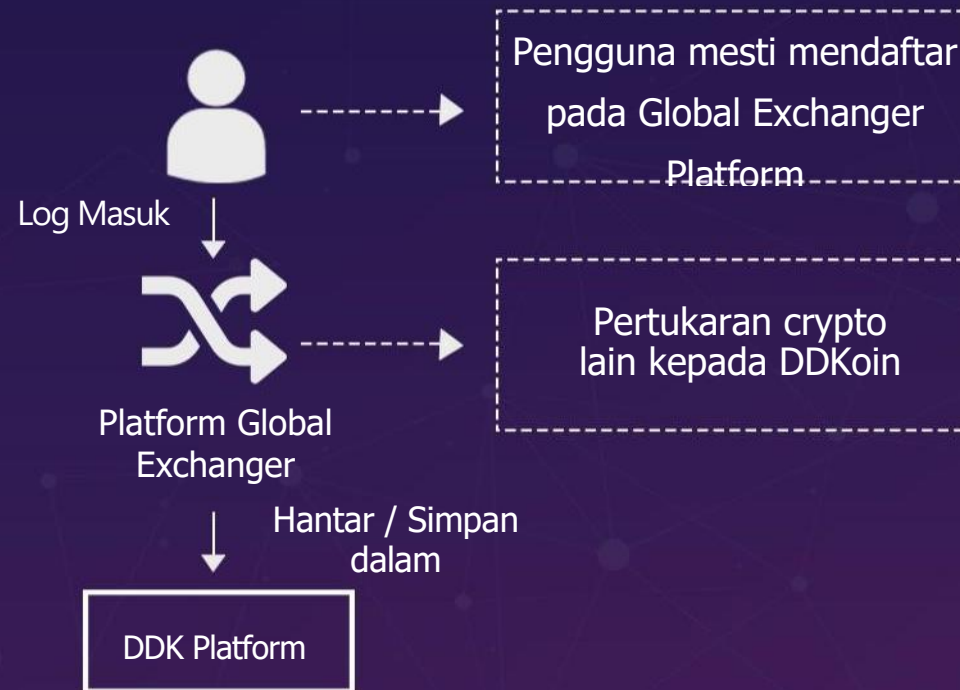 Pengguna mesti mendaftar
pada Global Exchanger
Platform
Log Masuk
Pertukaran crypto
lain kepada DDKoin
Platform Global
Exchanger
Hantar / Simpan
dalam
DDK Platform